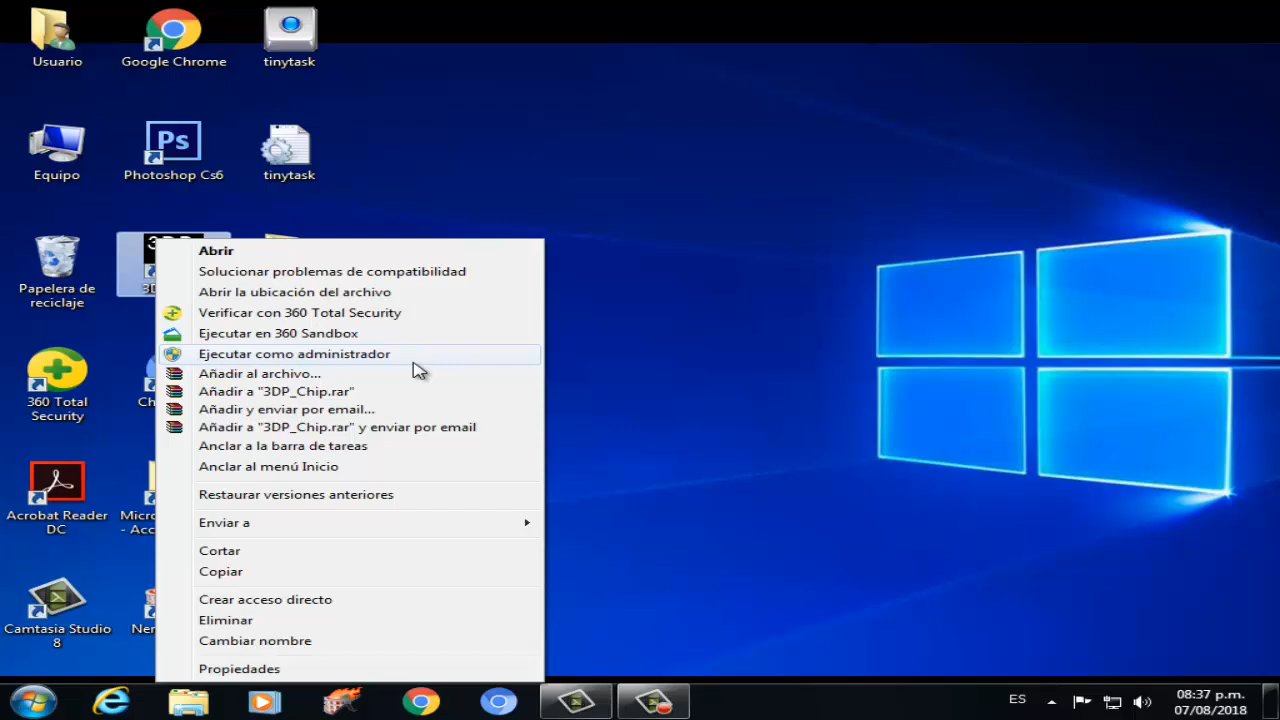 Usuario
Google Chrome
tinytask
Ps
Equipo
Photoshop Cs6
tinytask
Papelera de
reciclaje
360 Total
Security
Acrobat Reader
DC
Camtasia Studio
8
Abrir
Solucionar problemas de compatibilidad
Abrir la ubicación del archivo
Verificar con 360 Total Security
Ejecutar en 360 Sandbox
Ejecutar como administrador
Añadir al archivo...
Añadir a "3DP_Chip.rar"
Añadir y enviar por email...
Añadir a "3DP_Chip.rar" y enviar por email
Anclar a la barra de tareas
Anclar al menú Inicio
Restaurar versiones anteriores
Enviar a
Cortar
Copiar
Crear acceso directo
Eliminar
Cambiar nombre
Propiedades
ES
08:37 p.m.
07/08/2018